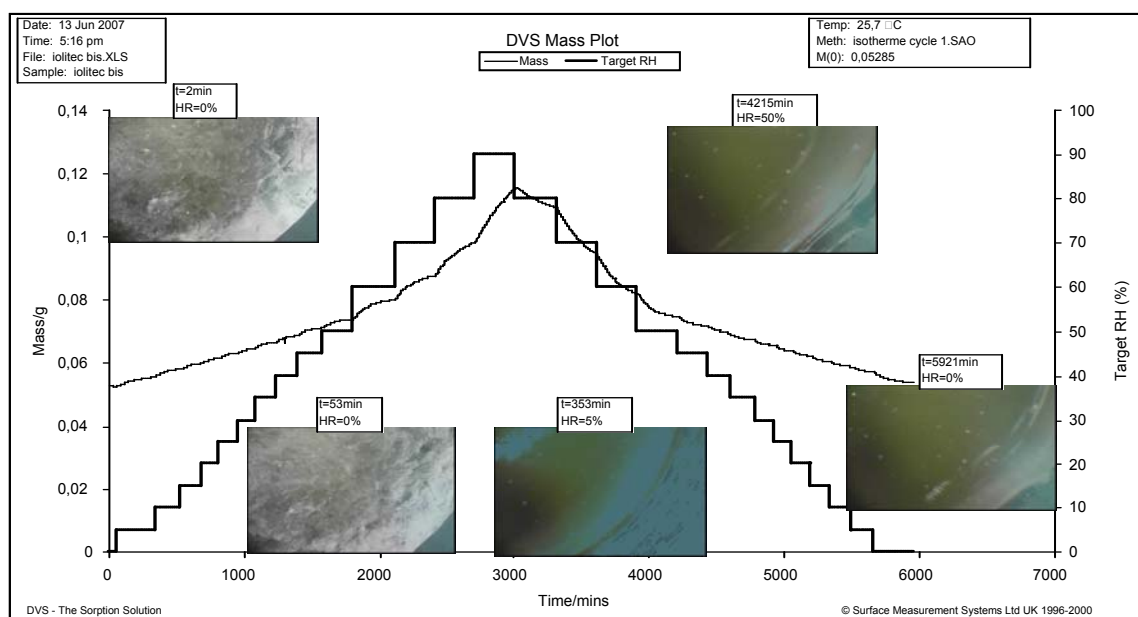 Date: 13 Jun 2007
Time: 5:16 pm
File: iolitec bis.XLS
Sample: iolitec bis
DVS Mass Plot
Mass
Target RH
Temp: 25,7 □C
Meth: isotherme cycle 1.SAO
M(0): 0,05285
t=2min
HR=0%
t=4215min
HR=50%
t=5921min
HR=0%
t=53min
HR=0%
t=353min
HR=5%
0,14
0,12
0,1
0,08
0,06
0,04
0,02
0
Mass/g
100
90
80
70
60
50
40
30
20
10
0
Target RH (%)
0
1000
2000
3000
4000
5000
6000
7000
Time/mins
DVS - The Sorption Solution
© Surface Measurement Systems Ltd UK 1996-2000